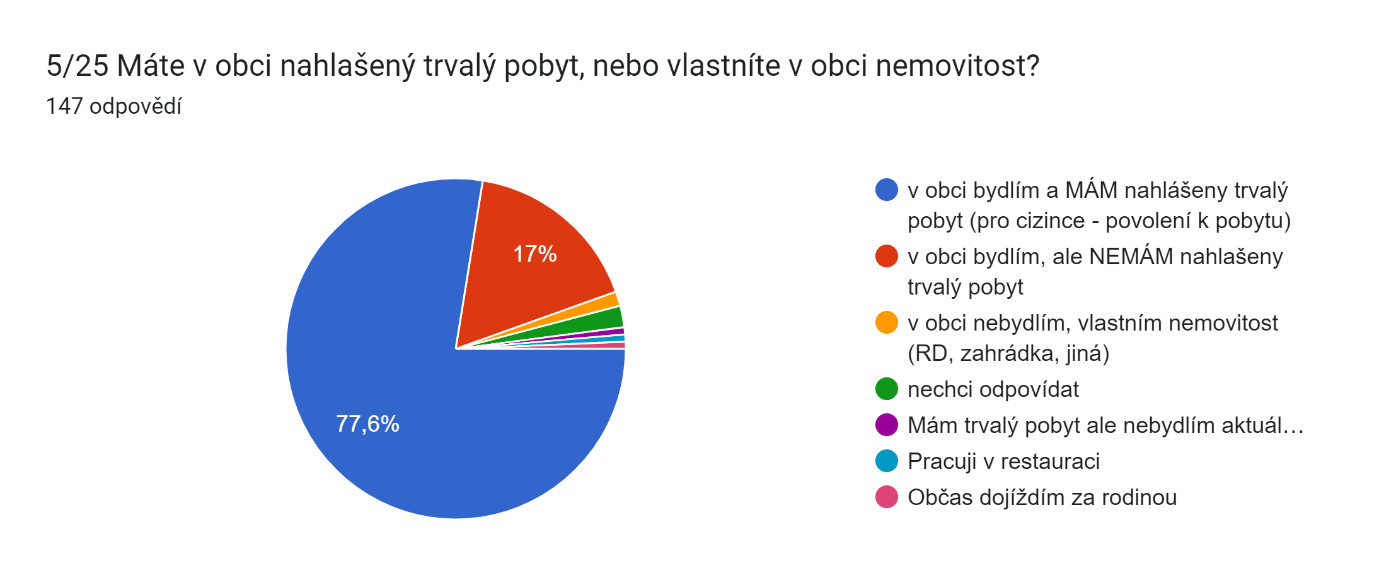 5/25 Máte v obci nahlašený trvalý pobyt, nebo vlastníte v obci nemovitost?
147 odpovědí
17%
77,6%
v obci bydlím a MÁM nahlášeny trvalý
pobyt (pro cizince - povolení k pobytu)
v obci bydlím, ale NEMÁM nahlašeny
trvalý pobyt
v obci nebydlím, vlastním nemovitost
(RD, zahrádka, jiná)
nechci odpovídat
Mám trvalý pobyt ale nebydlím aktuál…
Pracuji v restauraci
Občas dojíždím za rodinou